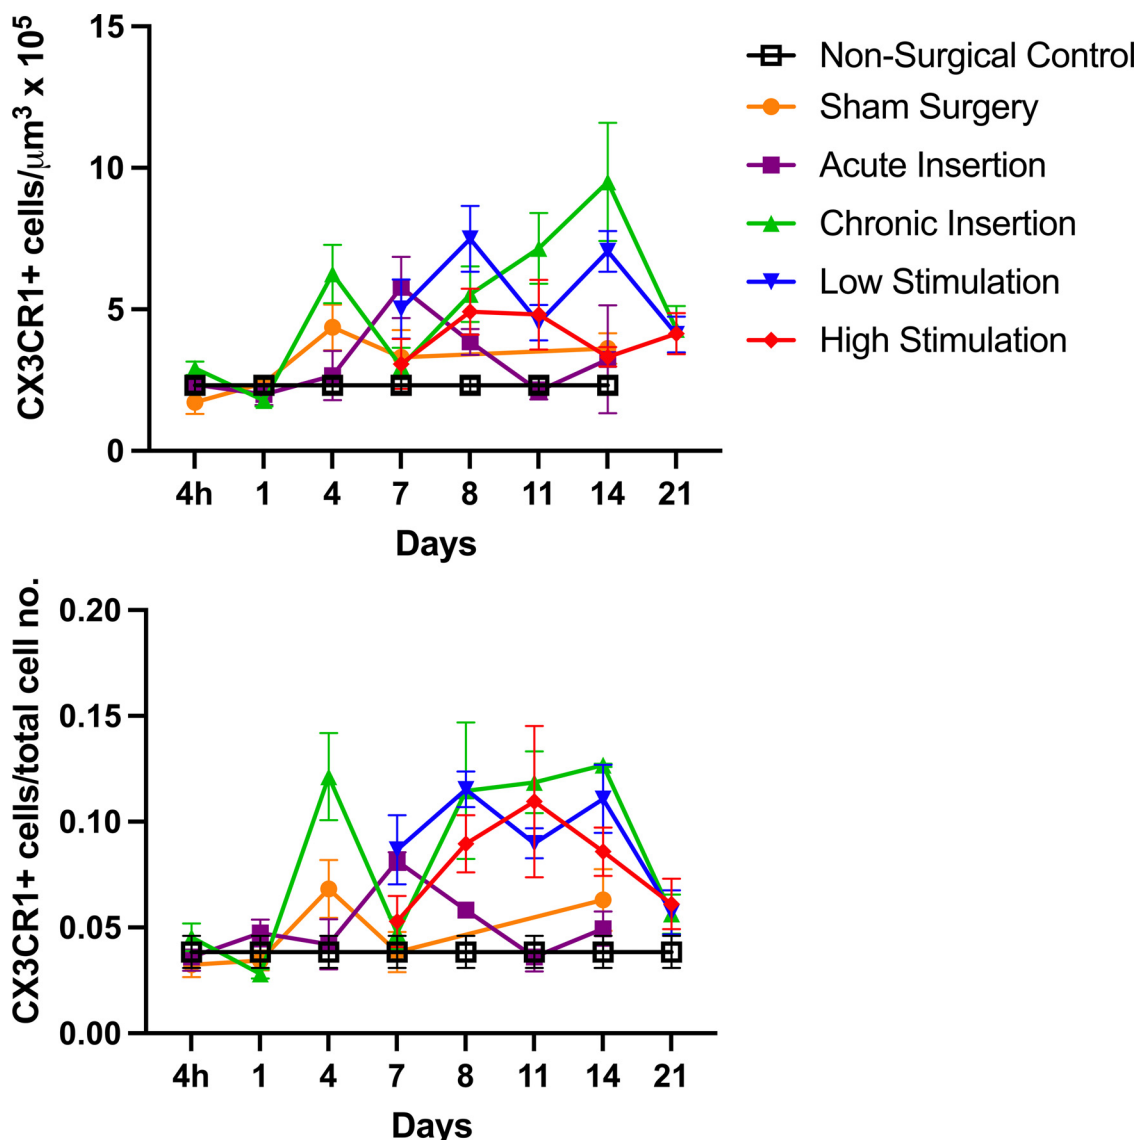 CX3CR1+ cells/μm³ x 10⁵
15
10
5
0
4h 1 4 7 8 11 14 21
Days
Non-Surgical Control
Sham Surgery
Acute Insertion
Chronic Insertion
Low Stimulation
High Stimulation
CX3CR1+ cells/total cell no.
0.20
0.15
0.10
0.05
0.00
4h 1 4 7 8 11 14 21
Days